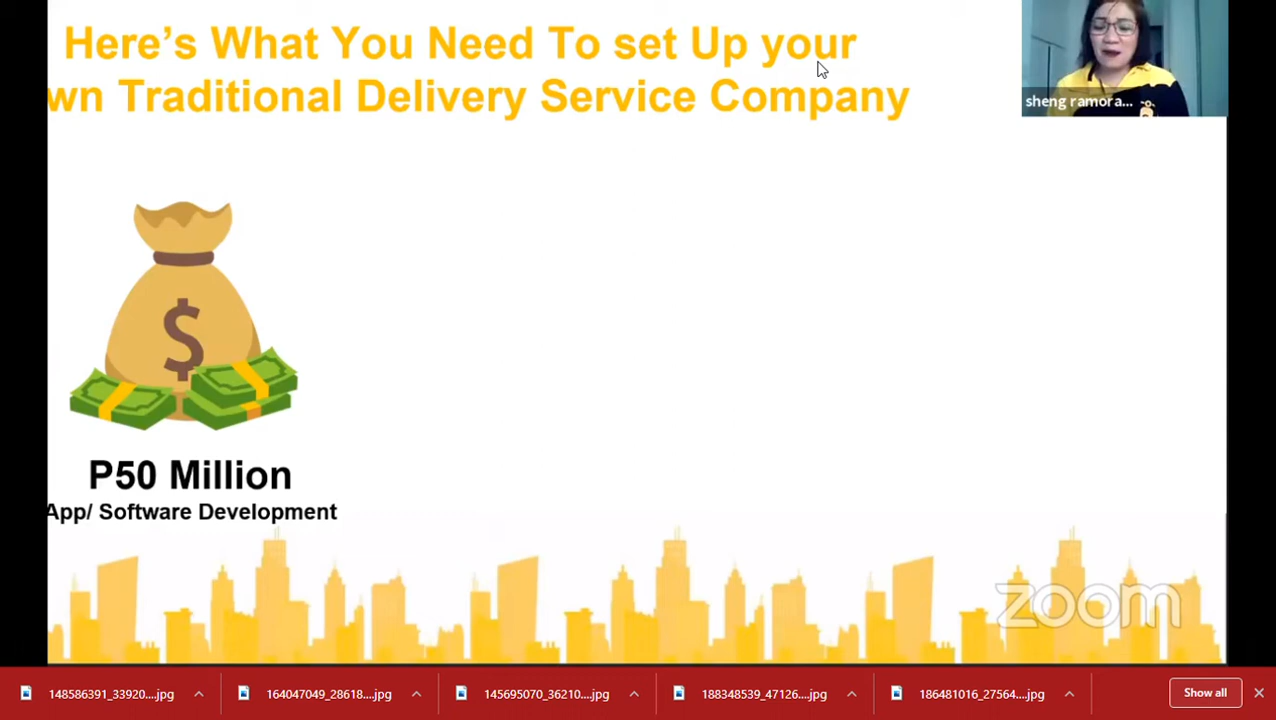 Here's What You Need To set Up your
wn Traditional Delivery Service Company
sheng ramora...
$
P50 Million
App/ Software Development
zoom
148586391_33920....jpg
164047049_28618....jpg
145695070_36210....jpg
188348539_47126....jpg
186481016_27564....jpg
Show all